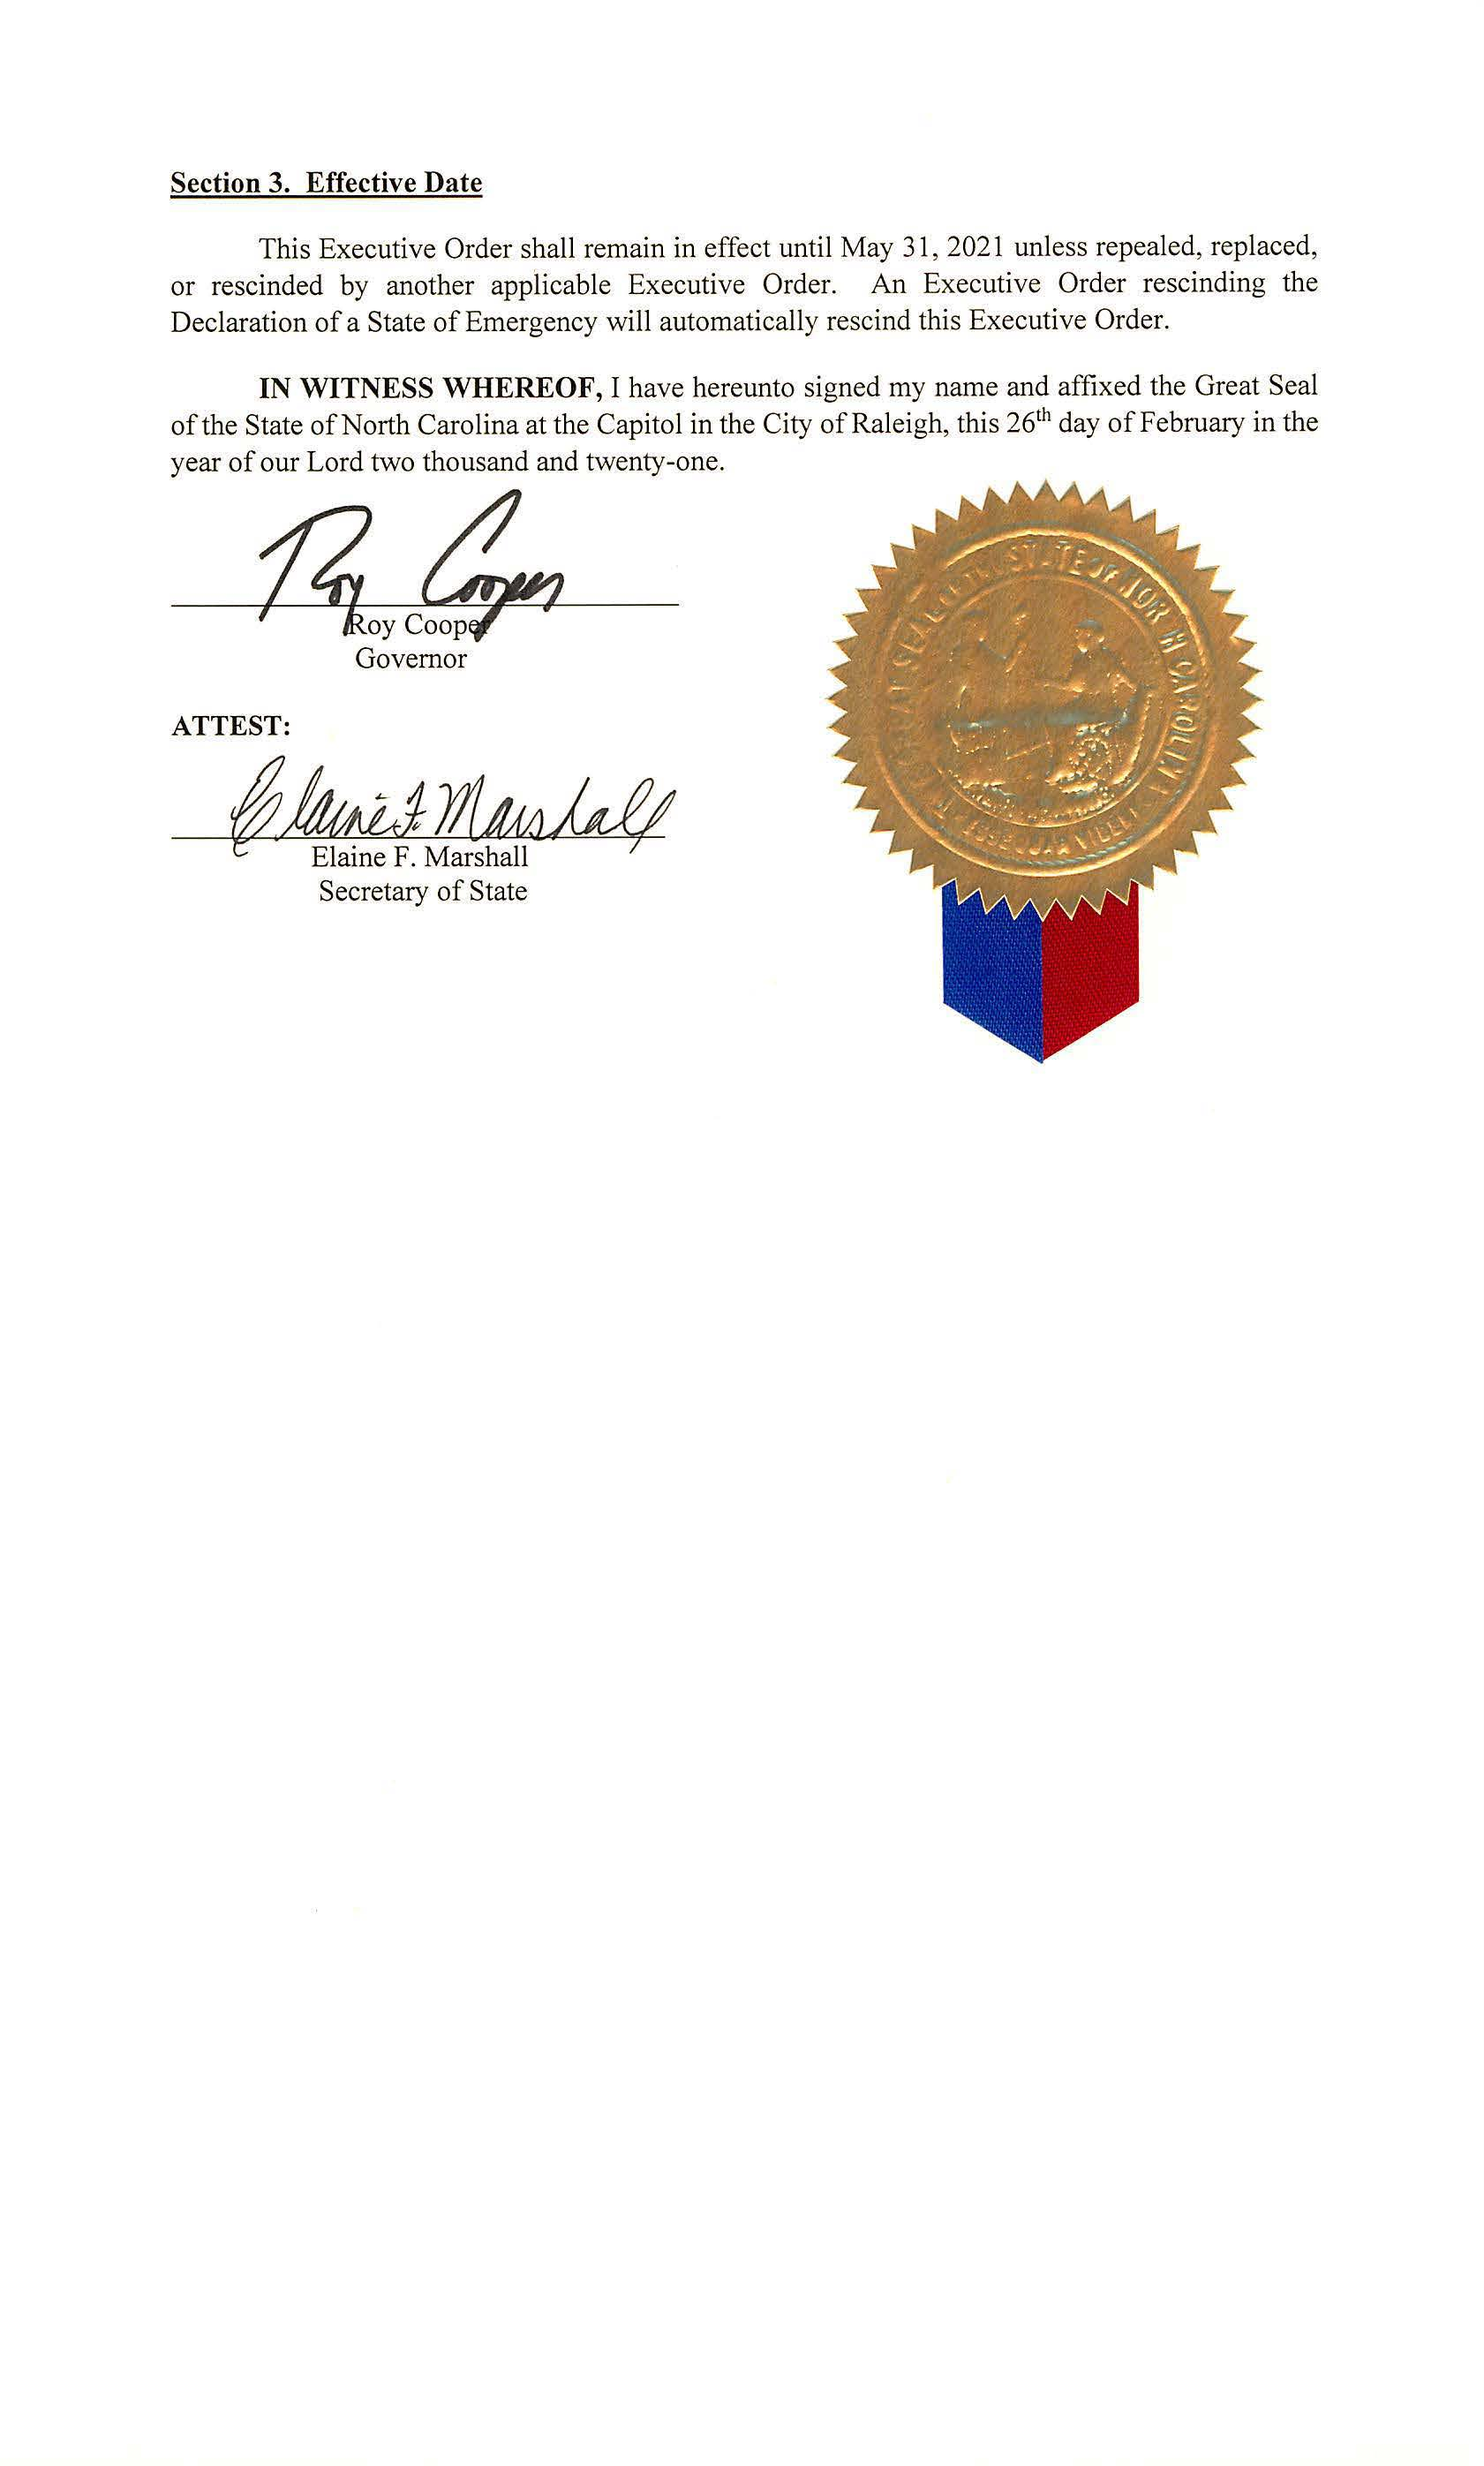 Section 3. Effective Date
This Executive Order shall remain in effect until May 31, 2021 unless repealed, replaced,
or rescinded by another applicable Executive Order. An Executive Order rescinding the
Declaration of a State of Emergency will automatically rescind this Executive Order.
IN WITNESS WHEREOF, I have hereunto signed my name and affixed the Great Seal
of the State of North Carolina at the Capitol in the City of Raleigh, this 26th day of February in the
year of our Lord two thousand and twenty-one.
Roy Cooper
Roy Cooper
Governor
ATTEST:
Elaine F. Marshall
Elaine F. Marshall
Secretary of State